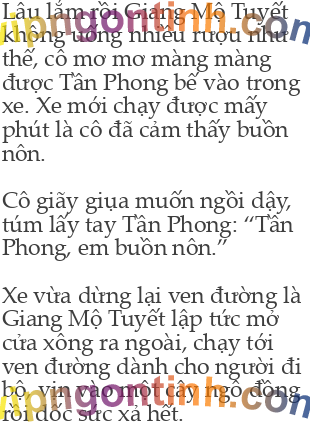 Lâu lắm rồi Giang Mộ Tuyết
không uống nhiều rượu như
thế, cô mơ mơ màng màng
được Tần Phong bế vào trong
xe. Xe mới chạy được mấy
phút là cô đã cảm thấy buồn
nôn.
Cô giãy giụa muốn ngồi dậy,
túm lấy tay Tần Phong: “Tần
Phong, em buồn nôn.”
Xe vừa dừng lại ven đường là
Giang Mộ Tuyết lập tức mở
cửa xông ra ngoài, chạy tới
ven đường dành cho người đi
bộ, vịn vào một cây ngô đồng
rồi dốc sức xả hết.
vipngontinh.com
vipngontinh.com